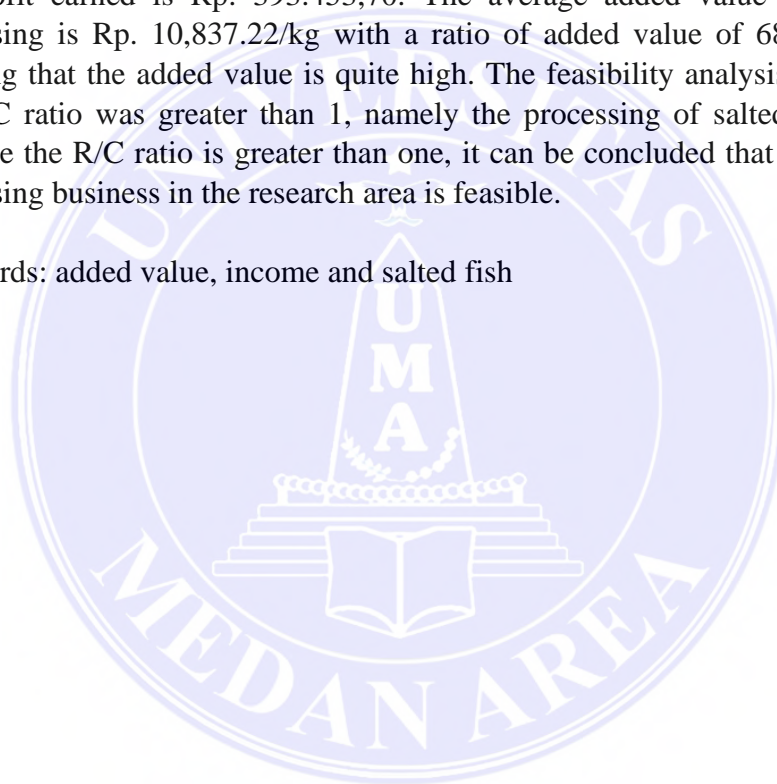 earned is Rp. 393.453,70. The average added value
sing is Rp. 10,837.22/kg with a ratio of added value of 68
g that the added value is quite high. The feasibility analysis
C ratio was greater than 1, namely the processing of salted
e the R/C ratio is greater than one, it can be concluded that
sing business in the research area is feasible.
rds: added value, income and salted fish
UNIVERSITAS
UMA
MEDAN AREA